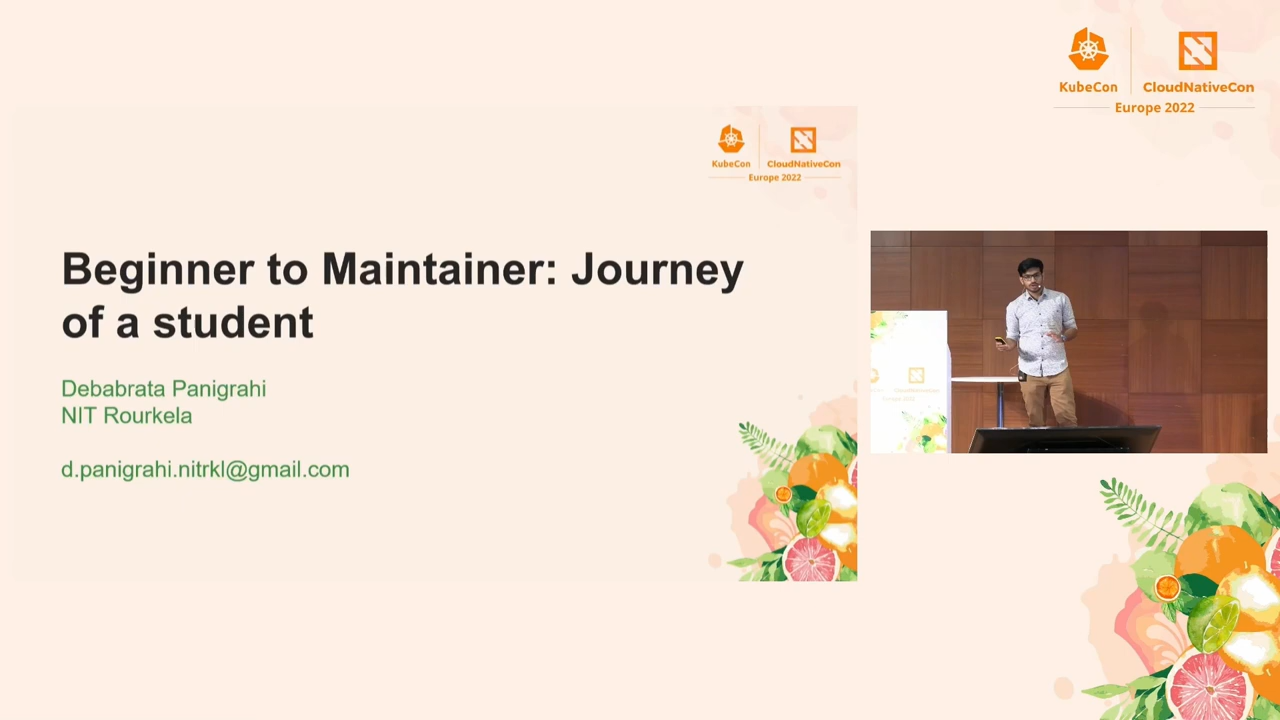 KubeCon
CloudNativeCon
Europe 2022
KubeCon
CloudNativeCon
Europe 2022
Beginner to Maintainer: Journey
of a student
Debabrata Panigrahi
NIT Rourkela
d.panigrahi.nitrkl@gmail.com